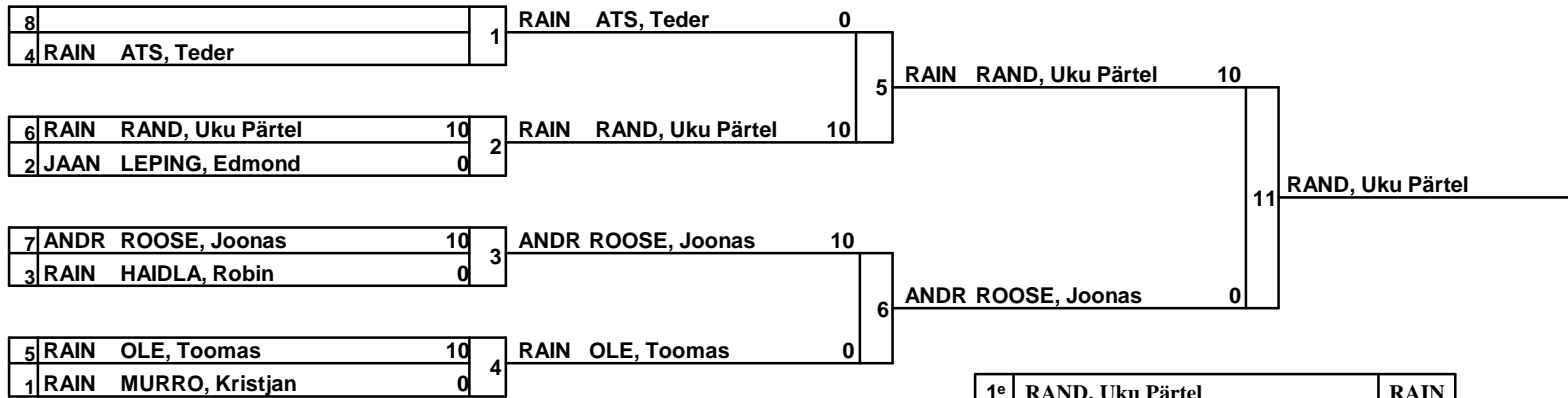 8
4 RAIN ATS, Teder
1
RAIN ATS, Teder 0
6 RAIN RAND, Uku Pärtel 10
2 JAAN LEPING, Edmond 0
2
RAIN RAND, Uku Pärtel 10
5
RAIN RAND, Uku Pärtel 10
7 ANDR ROOSE, Joonas 10
3 RAIN HAIDLA, Robin 0
3
ANDR ROOSE, Joonas 10
5 RAIN OLE, Toomas 10
1 RAIN MURRO, Kristjan 0
4
RAIN OLE, Toomas 0
6
ANDR ROOSE, Joonas 0
11
RAND, Uku Pärtel
1e RAND, Uku Pärtel RAIN